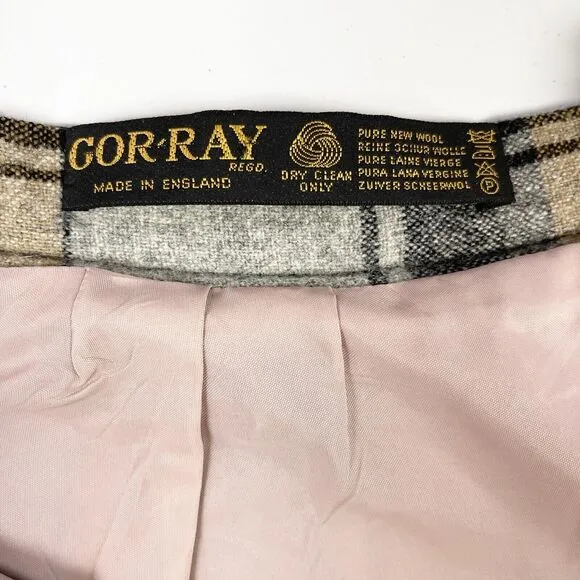 GOR-RAY
REGD.
MADE IN ENGLAND
DRY CLEAN
ONLY
PURE NEW WOOL
REINE SCHURWOLLE
PURE LAINE VIERGE
PURA LANA VERGINE
ZUIVER SCHEERWOL
P